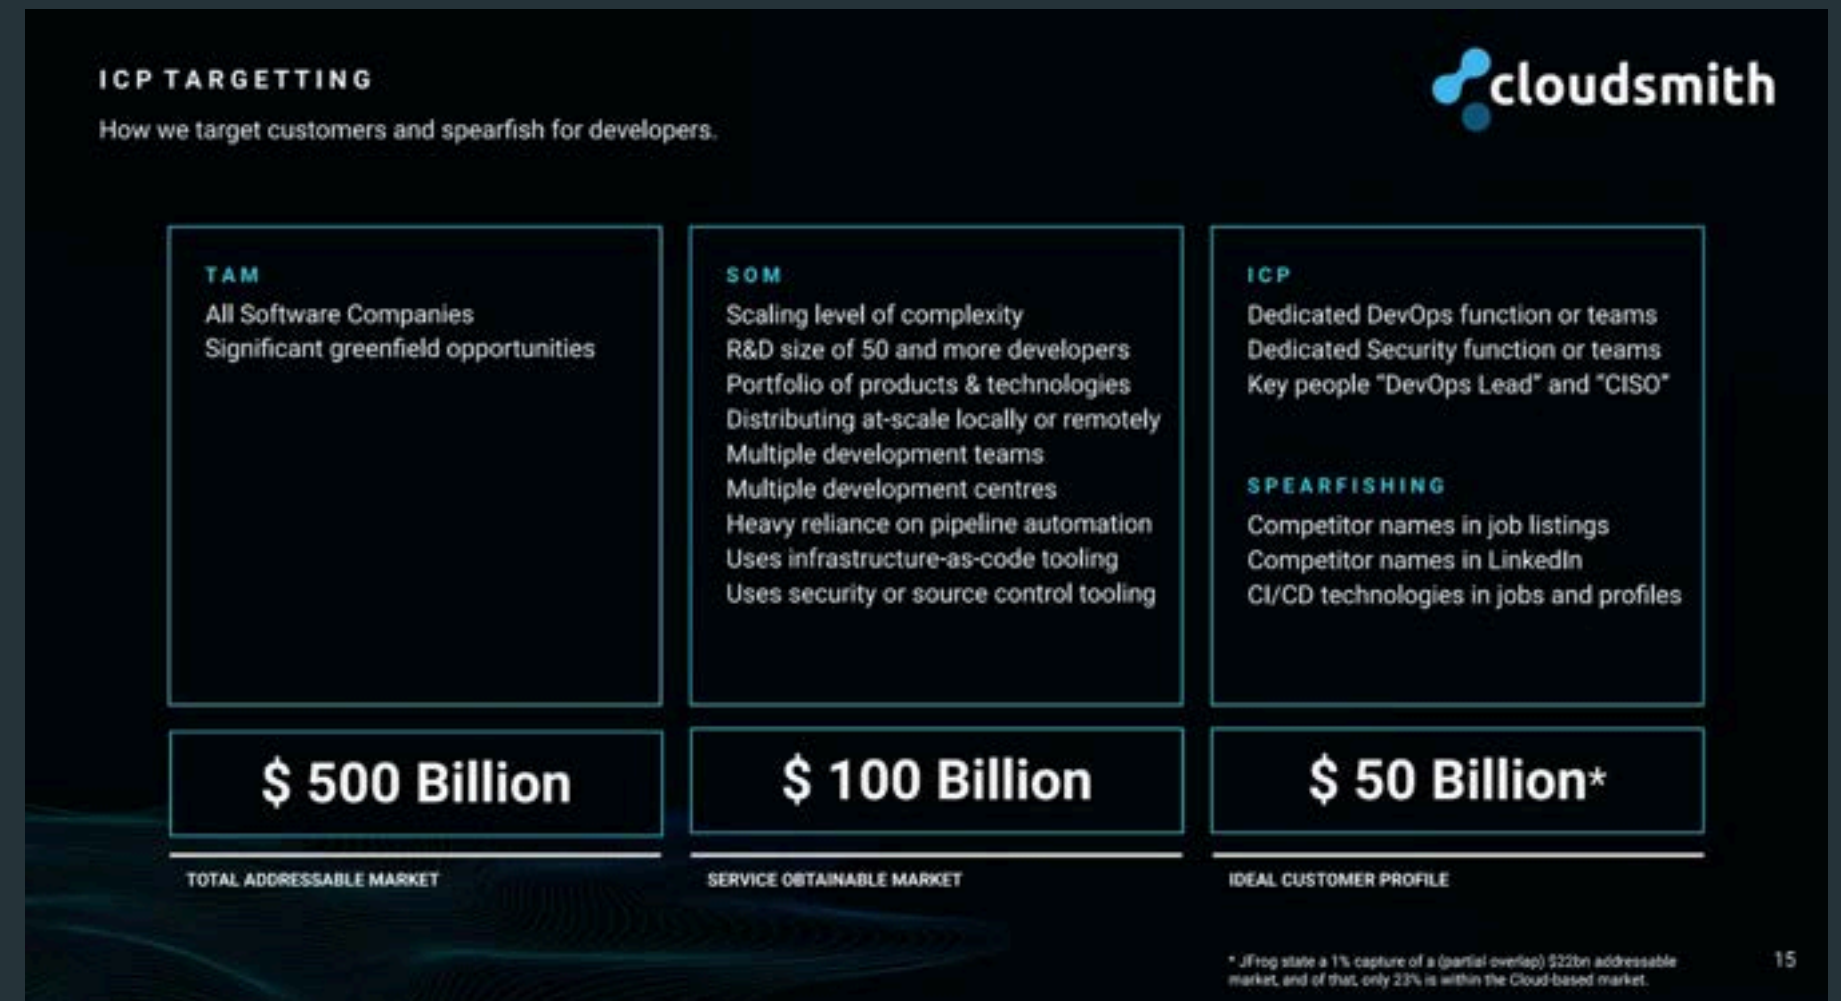 ICP TARGETTING
cloudsmith
How we target customers and spearfish for developers.
TAM
All Software Companies
Significant greenfield opportunities
SOM
Scaling level of complexity
R&D size of 50 and more developers
Portfolio of products & technologies
Distributing at-scale locally or remotely
Multiple development teams
Multiple development centres
Heavy reliance on pipeline automation
Uses infrastructure-as-code tooling
Uses security or source control tooling
ICP
Dedicated DevOps function or teams
Dedicated Security function or teams
Key people “DevOps Lead” and “CISO”
SPEARFISHING
Competitor names in job listings
Competitor names in LinkedIn
CI/CD technologies in jobs and profiles
$ 500 Billion
$ 100 Billion
$ 50 Billion*
TOTAL ADDRESSABLE MARKET
SERVICE OBTAINABLE MARKET
IDEAL CUSTOMER PROFILE
* JFrog state a 1% capture of a (partial overlap) $22bn addressable
market, and of that, only 23% is within the Cloud-based market.
15